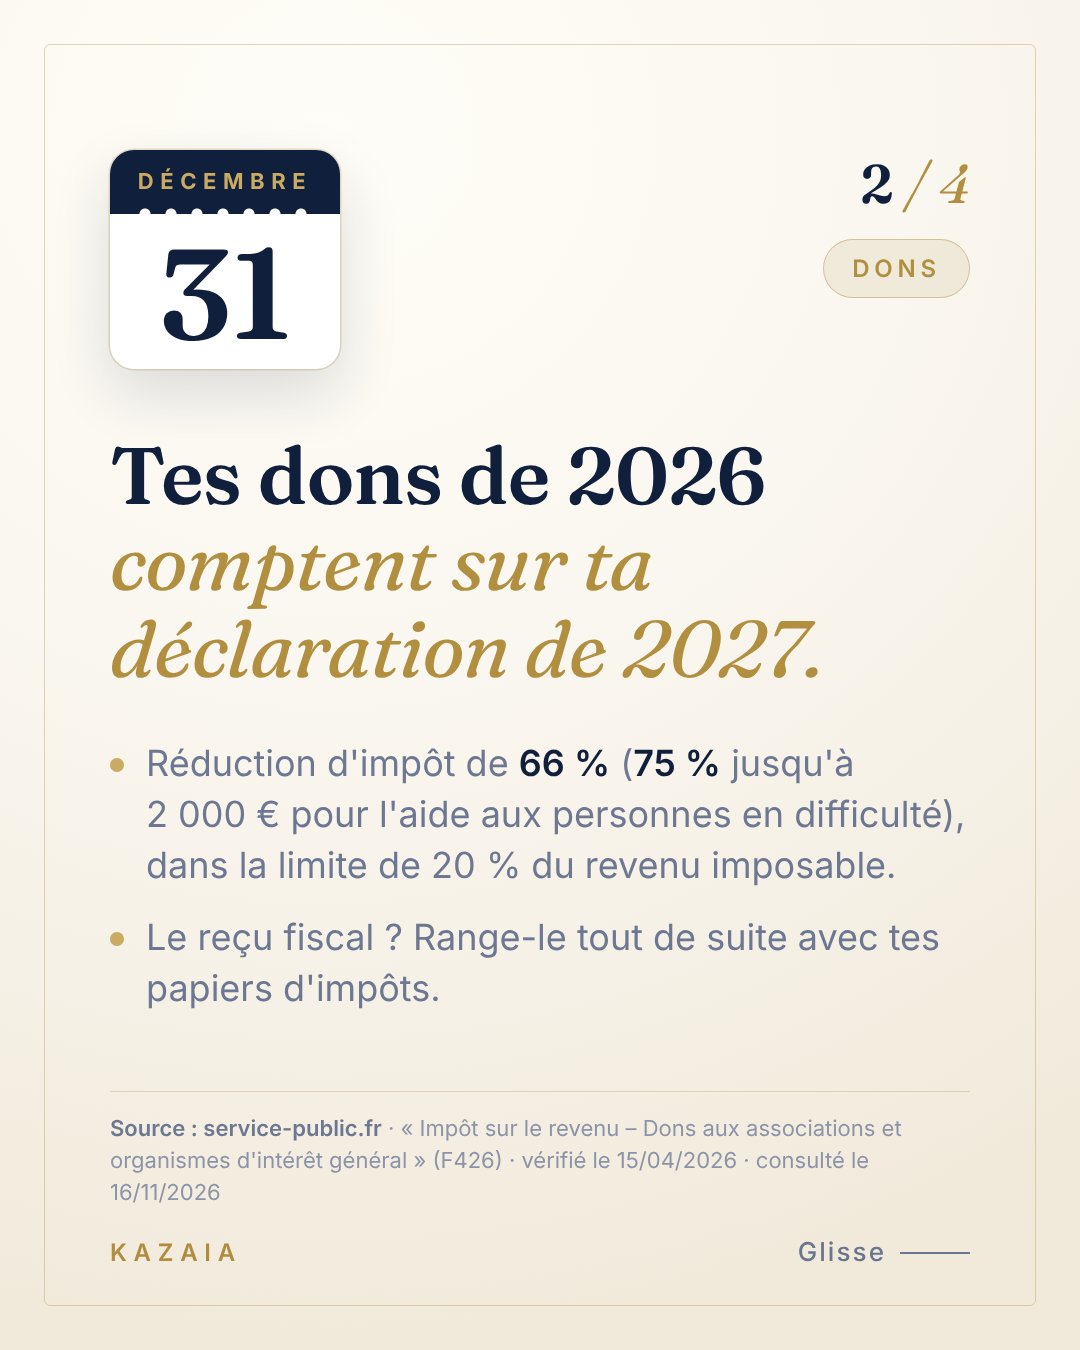 DÉCEMBRE
31
2 / 4
DONS
Tes dons de 2026
comptent sur ta
déclaration de 2027.
Réduction d'impôt de 66 % (75 % jusqu'à
2 000 € pour l'aide aux personnes en difficulté),
dans la limite de 20 % du revenu imposable.
Le reçu fiscal ? Range-le tout de suite avec tes
papiers d'impôts.
Source : service-public.fr · « Impôt sur le revenu – Dons aux associations et
organismes d'intérêt général » (F426) · vérifié le 15/04/2026 · consulté le
16/11/2026
KAZAIA
Glisse